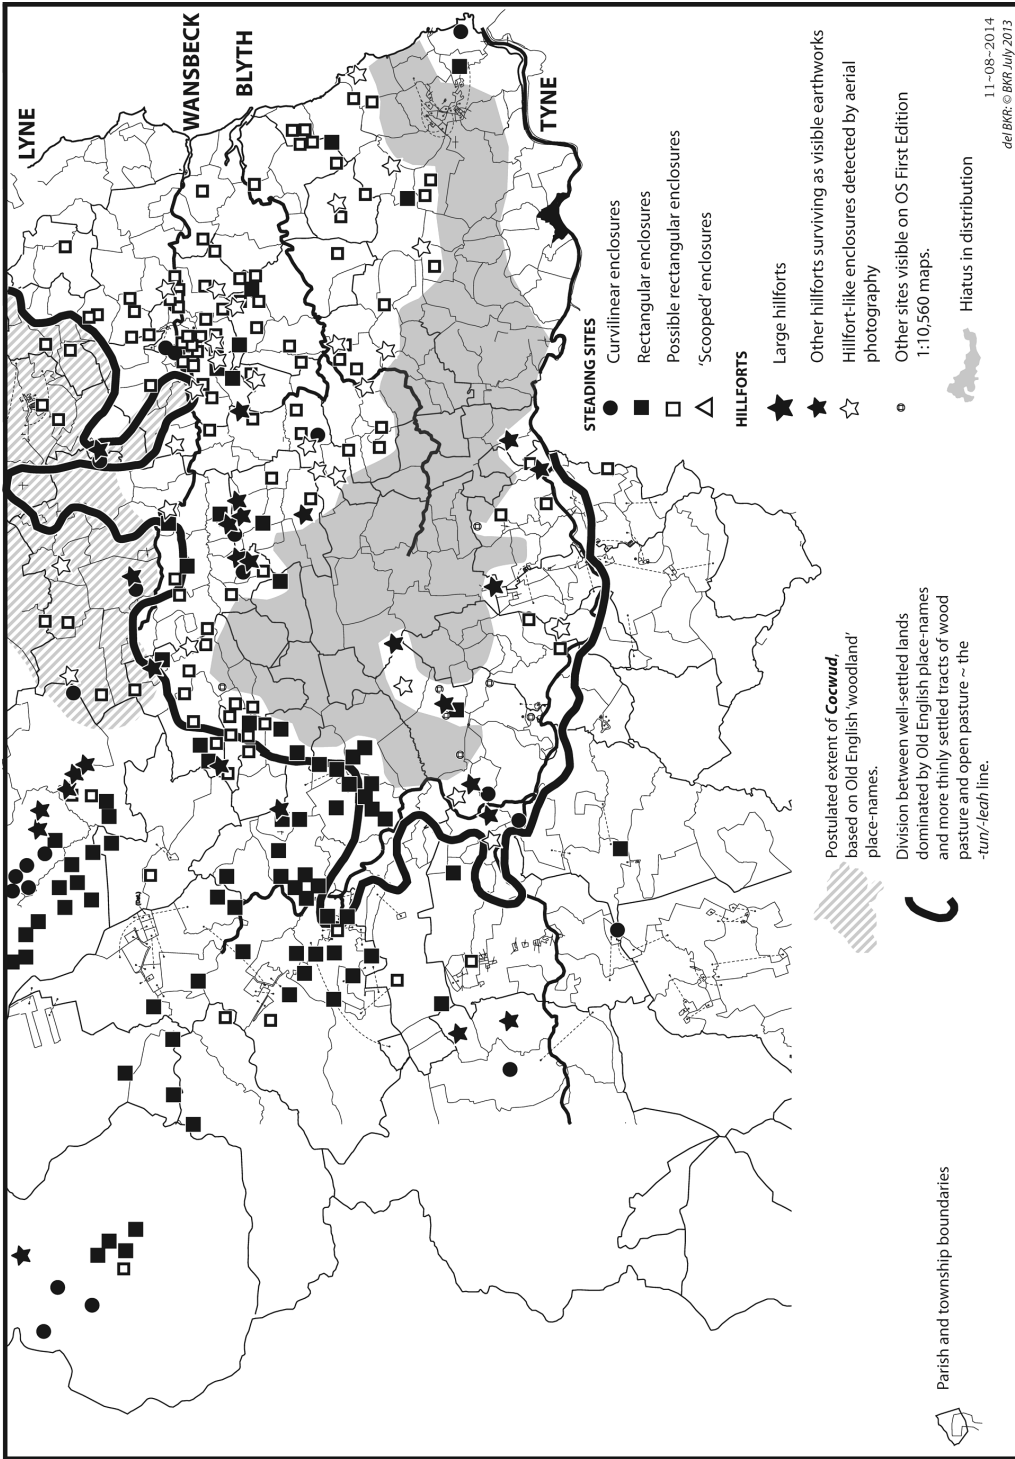 LYNE
WANSBECK
BLYTH
TYNE
STEADING SITES
Curvilinear enclosures
Rectangular enclosures
Possible rectangular enclosures
'Scooped' enclosures
HILLFORTS
Large hillforts
Other hillforts surviving as visible earthworks
Hillfort-like enclosures detected by aerial
photography
Other sites visible on OS First Edition
1:10,560 maps.
Hiatus in distribution
Postulated extent of Cocwud,
based on Old English 'woodland'
place-names.
Division between well-settled lands
dominated by Old English place-names
and more thinly settled tracts of wood
pasture and open pasture ~ the
-tun/-leah line.
Parish and township boundaries
11~08~2014
del BKR: © BKR July 2013